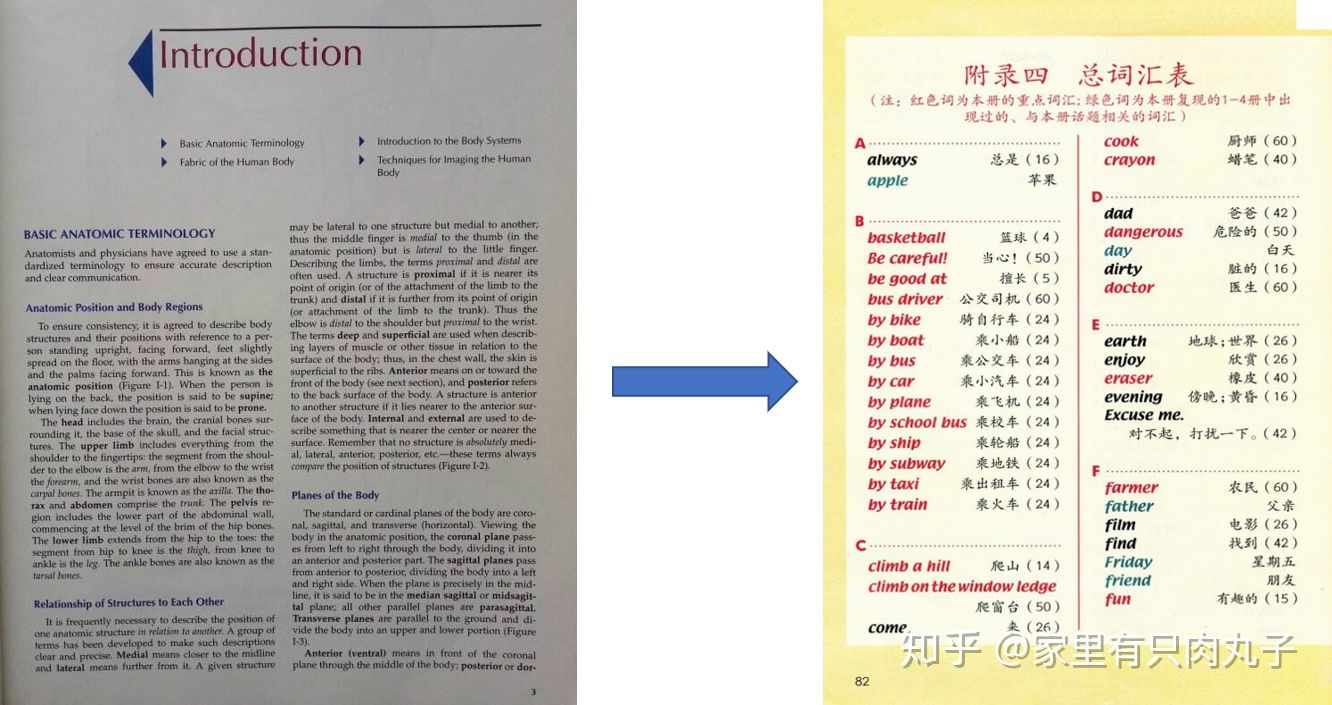 Introduction
Basic Anatomic Terminology
Fabric of the Human Body
Introduction to the Body Systems
Techniques for Imaging the Human
Body
BASIC ANATOMIC TERMINOLOGY
Anatomists and physicians have agreed to use a stan-
dardized terminology to ensure accurate description
and clear communication.
Anatomic Position and Body Regions
To ensure consistency, it is agreed to describe body
structures and their positions with reference to a per-
son standing upright, facing forward, feet slightly
spread on the floor, with the arms hanging at the sides
and the palms facing forward. This is known as the
anatomic position (Figure I-1). When the person is
lying on the back, the position is said to be supine;
when lying face down the position is said to be prone.
The head includes the brain, the cranial bones sur-
rounding it, the base of the skull, and the facial struc-
tures. The upper limb includes everything from the
shoulder to the fingertips: the segment from the shoul-
der to the elbow is the arm, from the elbow to the wrist
the forearm, and the wrist bones are also known as the
carpal bones. The armpit is known as the axilla. The tho-
rax and abdomen comprise the trunk. The pelvis re-
gion includes the lower part of the abdominal wall,
commencing at the level of the brim of the hip bones.
The lower limb extends from the hip to the toes: the
segment from hip to knee is the thigh, from knee to
ankle is the leg. The ankle bones are also known as the
tarsal bones.
Relationship of Structures to Each Other
It is frequently necessary to describe the position of
one anatomic structure in relation to another. A group of
terms has been developed to make such descriptions
clear and precise. Medial means closer to the midline
and lateral means further from it. A given structure
may be lateral to one structure but medial to another;
thus the middle finger is medial to the thumb (in the
anatomic position) but is lateral to the little finger.
Describing the limbs, the terms proximal and distal are
often used. A structure is proximal if it is nearer its
point of origin (or of the attachment of the limb to the
trunk) and distal if it is further from its point of origin
(or attachment of the limb to the trunk). Thus the
elbow is distal to the shoulder but proximal to the wrist.
The terms deep and superficial are used when describ-
ing layers of muscle or other tissue in relation to the
surface of the body; thus, in the chest wall, the skin is
superficial to the ribs. Anterior means on or toward the
front of the body (see next section), and posterior refers
to the back surface of the body. A structure is anterior
to another structure if it lies nearer to the anterior sur-
face of the body. Internal and external are used to de-
scribe something that is nearer the center or nearer the
surface. Remember that no structure is absolutely medi-
al, lateral, anterior, posterior, etc.—these terms always
compare the position of structures (Figure I-2).
Planes of the Body
The standard or cardinal planes of the body are coro-
nal, sagittal, and transverse (horizontal). Viewing the
body in the anatomic position, the coronal plane pass-
es from left to right through the body, dividing it into
an anterior and posterior part. The sagittal planes pass
from anterior to posterior, dividing the body into a left
and right side. When the plane is precisely in the mid-
line, it is said to be in the median sagittal or midsagit-
tal plane; all other parallel planes are parasagittal.
Transverse planes are parallel to the ground and di-
vide the body into an upper and lower portion (Figure
I-3).
Anterior (ventral) means in front of the coronal
plane through the middle of the body; posterior or dor-
3
附录四 总词汇表
(注：红色词为本册的重点词汇；绿色词为本册复现的1-4册中出
现过的、与本册话题相关的词汇)
A
always 总是(16)
apple 苹果
B
basketball 篮球(4)
Be careful! 当心！(50)
be good at 擅长(5)
bus driver 公交司机(60)
by bike 骑自行车(24)
by boat 乘小船(24)
by bus 乘公交车(24)
by car 乘小汽车(24)
by plane 乘飞机(24)
by school bus 乘校车(24)
by ship 乘轮船(24)
by subway 乘地铁(24)
by taxi 乘出租车(24)
by train 乘火车(24)
C
climb a hill 爬山(14)
climb on the window ledge
爬窗台(50)
come 来(26)
cook 厨师(60)
crayon 蜡笔(40)
D
dad 爸爸(42)
dangerous 危险的(50)
day 白天
dirty 脏的(16)
doctor 医生(60)
E
earth 地球；世界(26)
enjoy 欣赏(26)
eraser 橡皮(40)
evening 傍晚；黄昏(16)
Excuse me.
对不起，打扰一下。(42)
F
farmer 农民(60)
father 父亲
film 电影(26)
find 找到(42)
Friday 星期五
friend 朋友
fun 有趣的(15)
82
知乎 @家里有只肉丸子